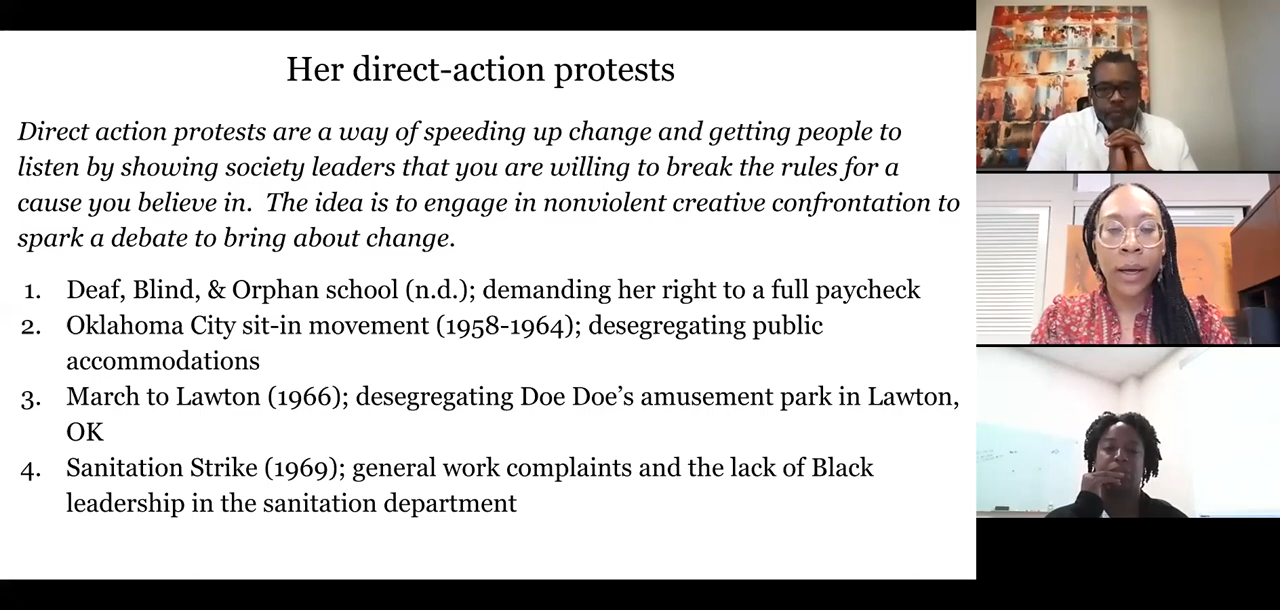 Her direct-action protests
Direct action protests are a way of speeding up change and getting people to
listen by showing society leaders that you are willing to break the rules for a
cause you believe in.  The idea is to engage in nonviolent creative confrontation to
spark a debate to bring about change.
1. Deaf, Blind, & Orphan school (n.d.); demanding her right to a full paycheck
2. Oklahoma City sit-in movement (1958-1964); desegregating public
accommodations
3. March to Lawton (1966); desegregating Doe Doe’s amusement park in Lawton,
OK
4. Sanitation Strike (1969); general work complaints and the lack of Black
leadership in the sanitation department